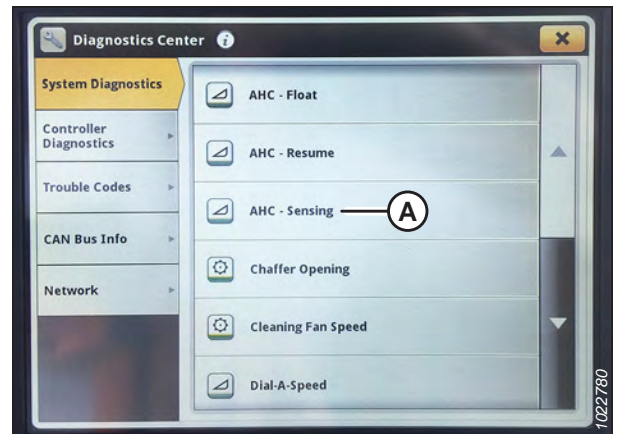 Diagnostics Center
System Diagnostics
AHC - Float
Controller
Diagnostics
AHC - Resume
Trouble Codes
AHC - Sensing
A
CAN Bus Info
Chaffer Opening
Network
Cleaning Fan Speed
Dial-A-Speed
1022780